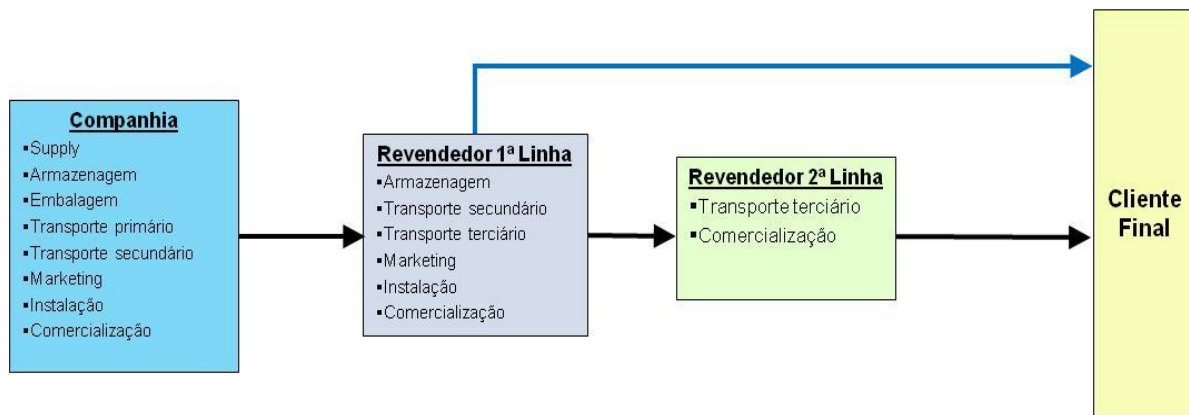 Companhia
▪Supply
▪Armazenagem
▪Embalagem
▪Transporte primário
▪Transporte secundário
▪Marketing
▪Instalação
▪Comercialização
Revendedor 1ª Linha
▪Armazenagem
▪Transporte secundário
▪Transporte terciário
▪Marketing
▪Instalação
▪Comercialização
Revendedor 2ª Linha
▪Transporte terciário
▪Comercialização
Cliente
Final